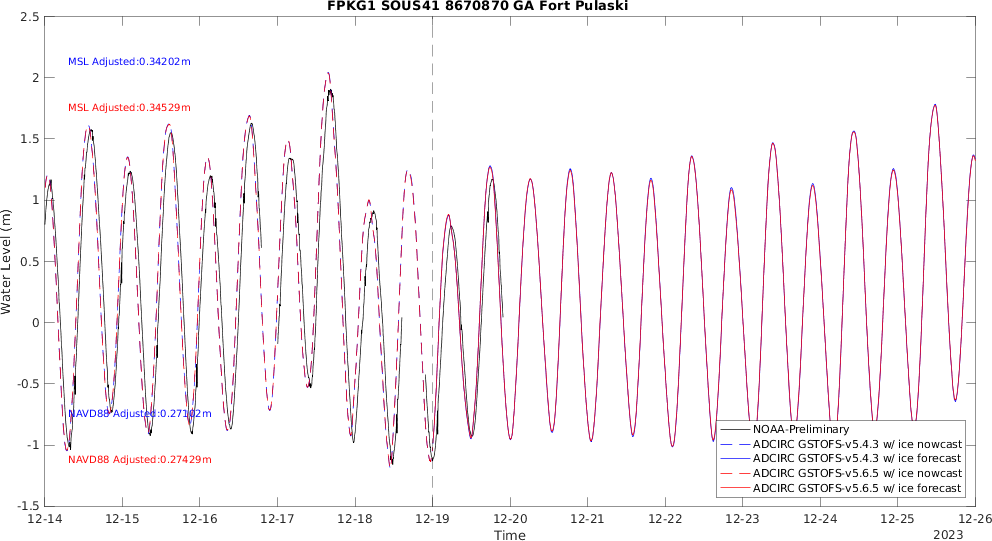 FPKG1 SOUS41 8670870 GA Fort Pulaski
2.5
2
1.5
1
0.5
0
-0.5
-1
-1.5
Water Level (m)
MSL Adjusted:0.34202m
MSL Adjusted:0.34529m
NAVD88 Adjusted:0.27102m
NAVD88 Adjusted:0.27429m
NOAA-Preliminary
ADCIRC GSTOFS-v5.4.3 w/ ice nowcast
ADCIRC GSTOFS-v5.4.3 w/ ice forecast
ADCIRC GSTOFS-v5.6.5 w/ ice nowcast
ADCIRC GSTOFS-v5.6.5 w/ ice forecast
12-14 12-15 12-16 12-17 12-18 12-19 12-20 12-21 12-22 12-23 12-24 12-25 12-26
Time
2023